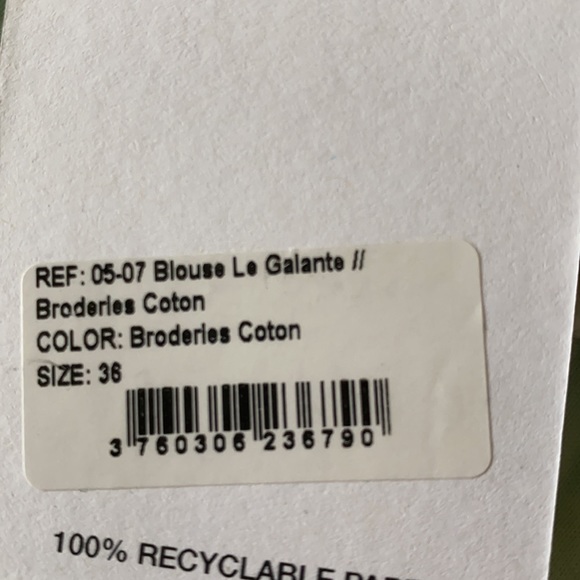 REF: 05-07 Blouse Le Galante //
Broderies Coton
COLOR: Broderies Coton
SIZE: 36
3 760306 236790
100% RECYCLABLE